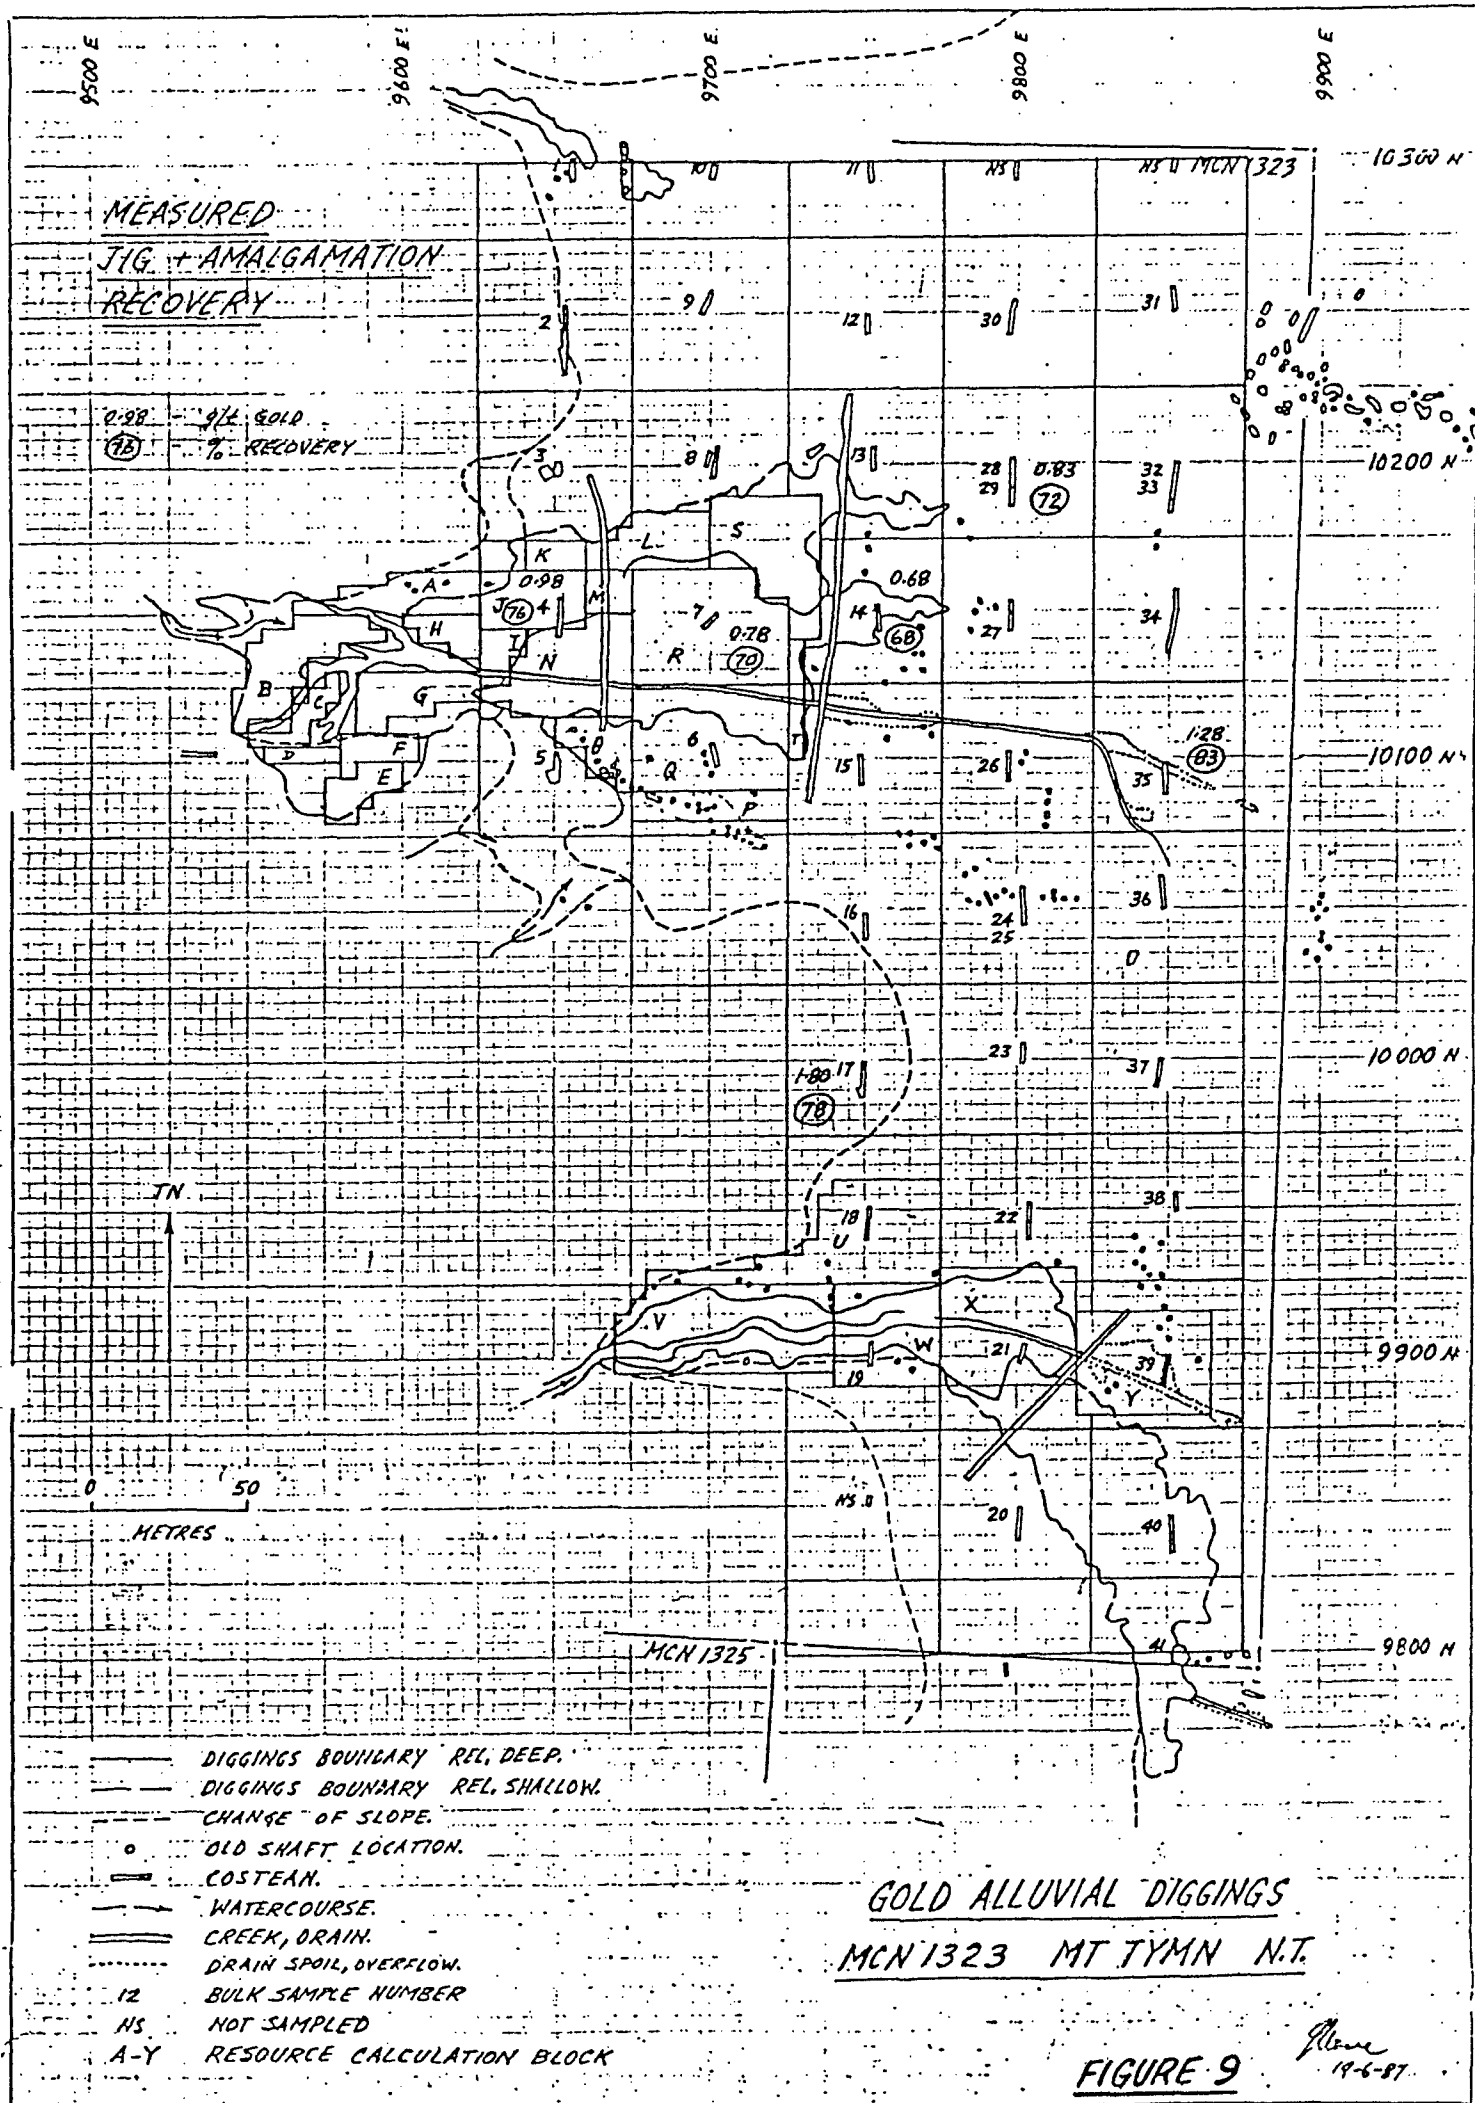 9500 E
9600 E
9700 E
9800 E
9900 E
10300 N
1
10
11
NS
NS
MCN 1323
MEASURED
JIG + AMALGAMATION
RECOVERY
2
9
12
30
31
0.98 - g/t GOLD
76 - % RECOVERY
3
8
13
28
29
0.83
72
32
33
10200 N
K
L
S
A
0.98
J
76
4
M
7
0.78
70
R
0.68
14
68
27
34
H
I
N
B
C
G
D
F
E
5
θ
6
Q
T
P
15
26
1.28
83
35
10100 N
16
24
25
36
1.80
17
78
23
37
10000 N
TN
18
U
22
38
V
X
W
19
21
39
Y
9900 N
0
50
METRES
NS
20
40
MCN 1325
41
9800 N
DIGGINGS BOUNDARY REL. DEEP.
DIGGINGS BOUNDARY REL. SHALLOW.
CHANGE OF SLOPE.
OLD SHAFT LOCATION.
COSTEAN.
WATERCOURSE.
CREEK, DRAIN.
DRAIN SPOIL, OVERFLOW.
12 BULK SAMPLE NUMBER
NS NOT SAMPLED
A-Y RESOURCE CALCULATION BLOCK
GOLD ALLUVIAL DIGGINGS
MCN 1323 MT TYMN N.T.
FIGURE 9
19-6-87